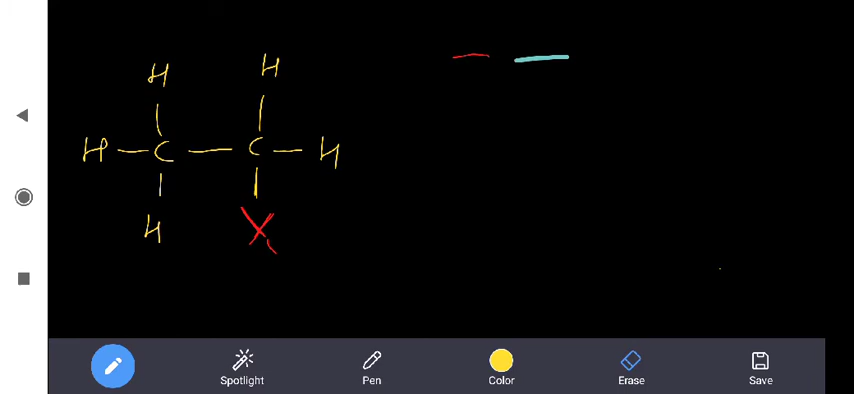 H H
H — C — C — H
H X
Spotlight Pen Color Erase Save